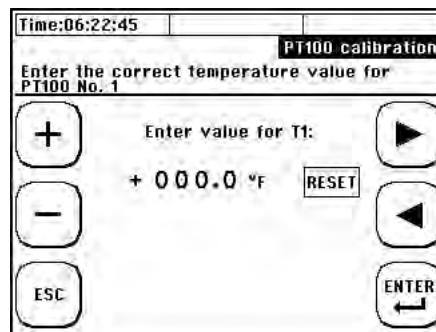 Time:06:22:45
PT100 calibration
Enter the correct temperature value for
PT100 No. 1
+
Enter value for T1:
+ 000.0 °F
RESET
−
ESC
ENTER